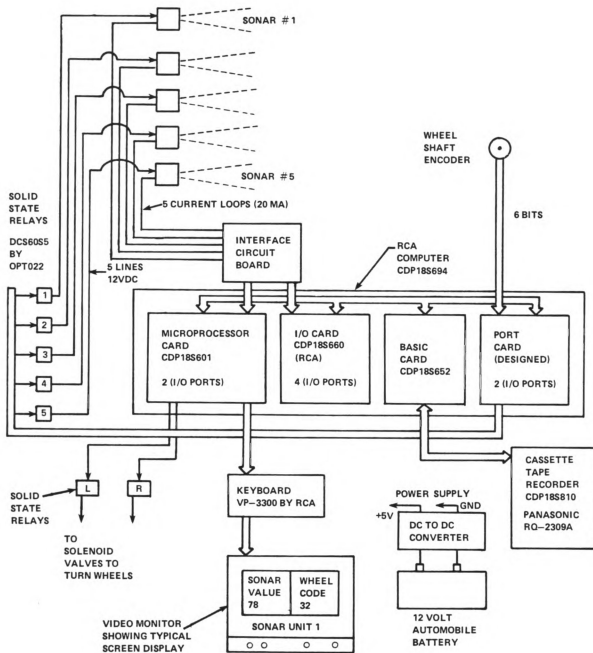 SONAR #1
SONAR #5
WHEEL
SHAFT
ENCODER
5 CURRENT LOOPS (20 MA)
6 BITS
SOLID
STATE
RELAYS
DCS60S5
BY
OPT022
5 LINES
12VDC
INTERFACE
CIRCUIT
BOARD
RCA
COMPUTER
CDP18S694
1
2
3
4
5
MICROPROCESSOR
CARD
CDP18S601
2 (I/O PORTS)
I/O CARD
CDP18S660
(RCA)
4 (I/O PORTS)
BASIC
CARD
CDP18S652
PORT
CARD
(DESIGNED)
2 (I/O PORTS)
SOLID
STATE
RELAYS
L
R
TO
SOLENOID
VALVES TO
TURN WHEELS
KEYBOARD
VP-3300 BY RCA
POWER SUPPLY
+5V
GND
DC TO DC
CONVERTER
CASSETTE
TAPE
RECORDER
CDP18S810
PANASONIC
RQ-2309A
SONAR
VALUE
78
WHEEL
CODE
32
SONAR UNIT 1
VIDEO MONITOR
SHOWING TYPICAL
SCREEN DISPLAY
12 VOLT
AUTOMOBILE
BATTERY